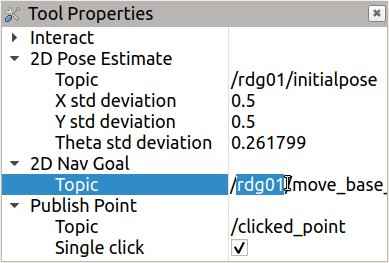 Tool Properties
Interact
2D Pose Estimate
Topic /rdg01/initialpose
X std deviation 0.5
Y std deviation 0.5
Theta std deviation 0.261799
2D Nav Goal
Topic /rdg01/move_base_
Publish Point
Topic /clicked_point
Single click